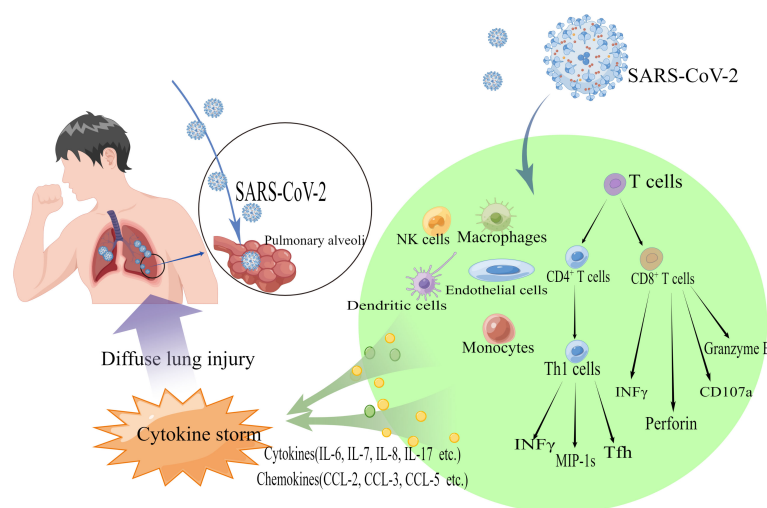 SARS-CoV-2
SARS-CoV-2
Pulmonary alveoli
T cells
NK cells
Macrophages
CD4⁺ T cells
CD8⁺ T cells
Dendritic cells
Endothelial cells
Monocytes
Th1 cells
Granzyme B
INFγ
CD107a
Perforin
INFγ
MIP-1s
Tfh
Diffuse lung injury
Cytokine storm
Cytokines(IL-6, IL-7, IL-8, IL-17 etc.)
Chemokines(CCL-2, CCL-3, CCL-5 etc.)